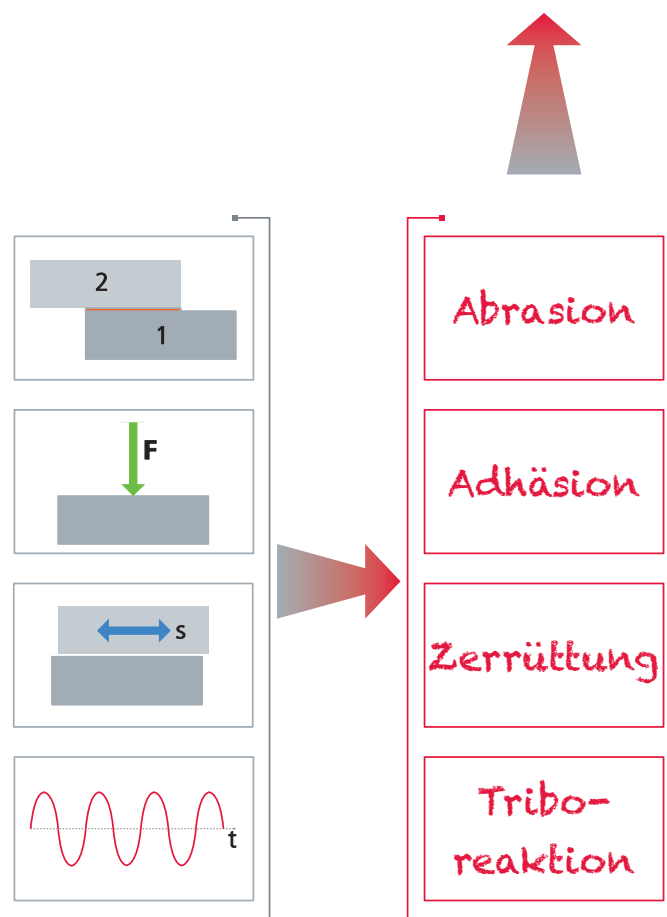 2
1
F
s
t
Abrasion
Adhäsion
Zerrüttung
Tribo-
reaktion